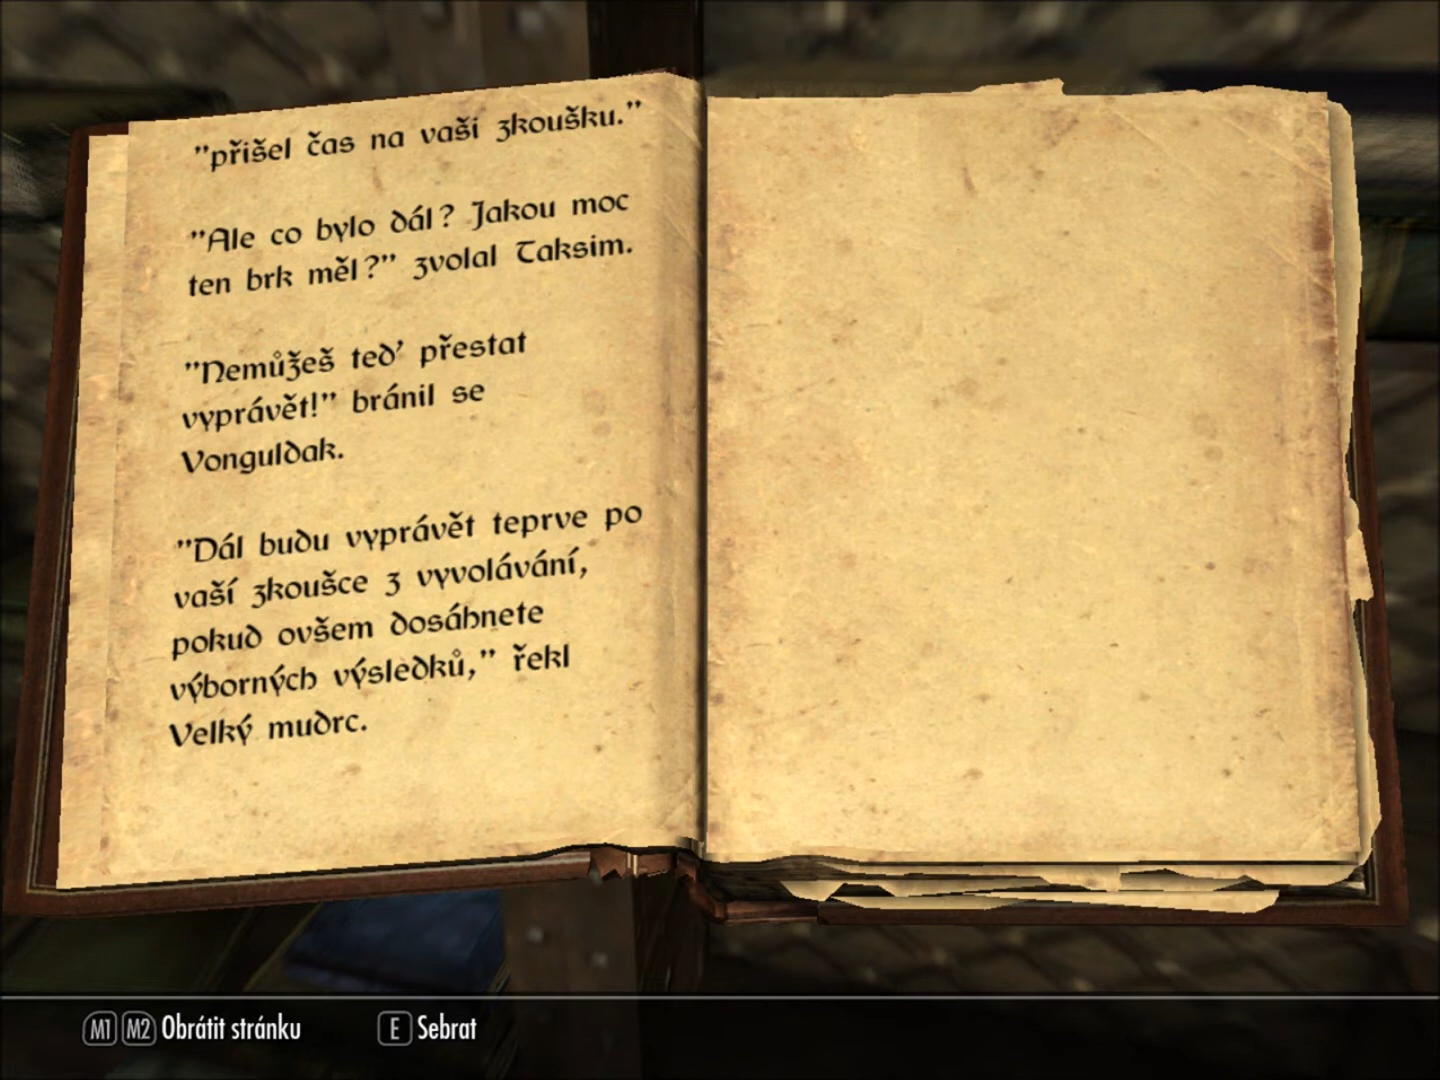 "přišel čas na vaši zkoušku."
"Ale co bylo dál? Jakou moc
ten brk měl?" zvolal Taksim.
"Nemůžeš teď přestat
vyprávět!" bránil se
Vonguldak.
"Dál budu vyprávět teprve po
vaší zkoušce z vyvolávání,
pokud ovšem dosáhnete
výborných výsledků," řekl
Velký mudrc.
M1 M2 Obrátit stránku E Sebrat